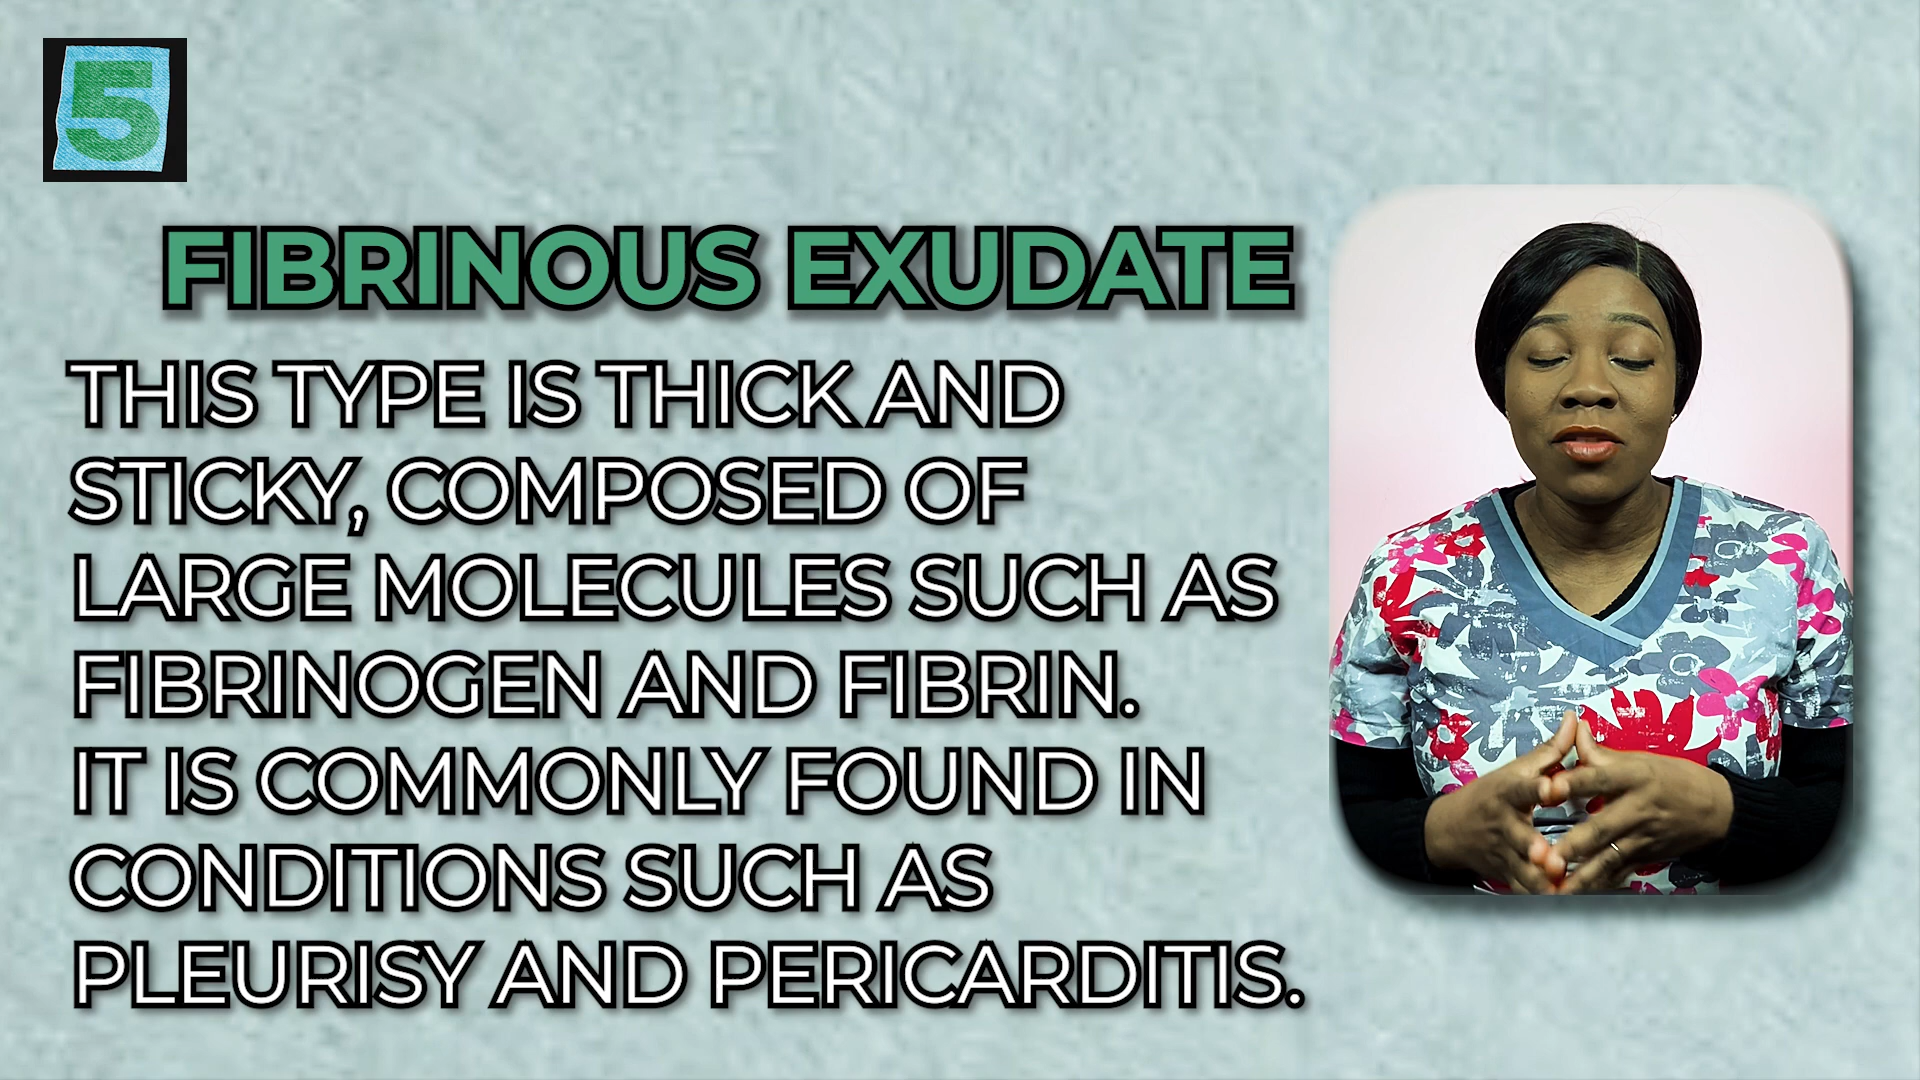 5
FIBRINOUS EXUDATE
THIS TYPE IS THICK AND
STICKY, COMPOSED OF
LARGE MOLECULES SUCH AS
FIBRINOGEN AND FIBRIN.
IT IS COMMONLY FOUND IN
CONDITIONS SUCH AS
PLEURISY AND PERICARDITIS.